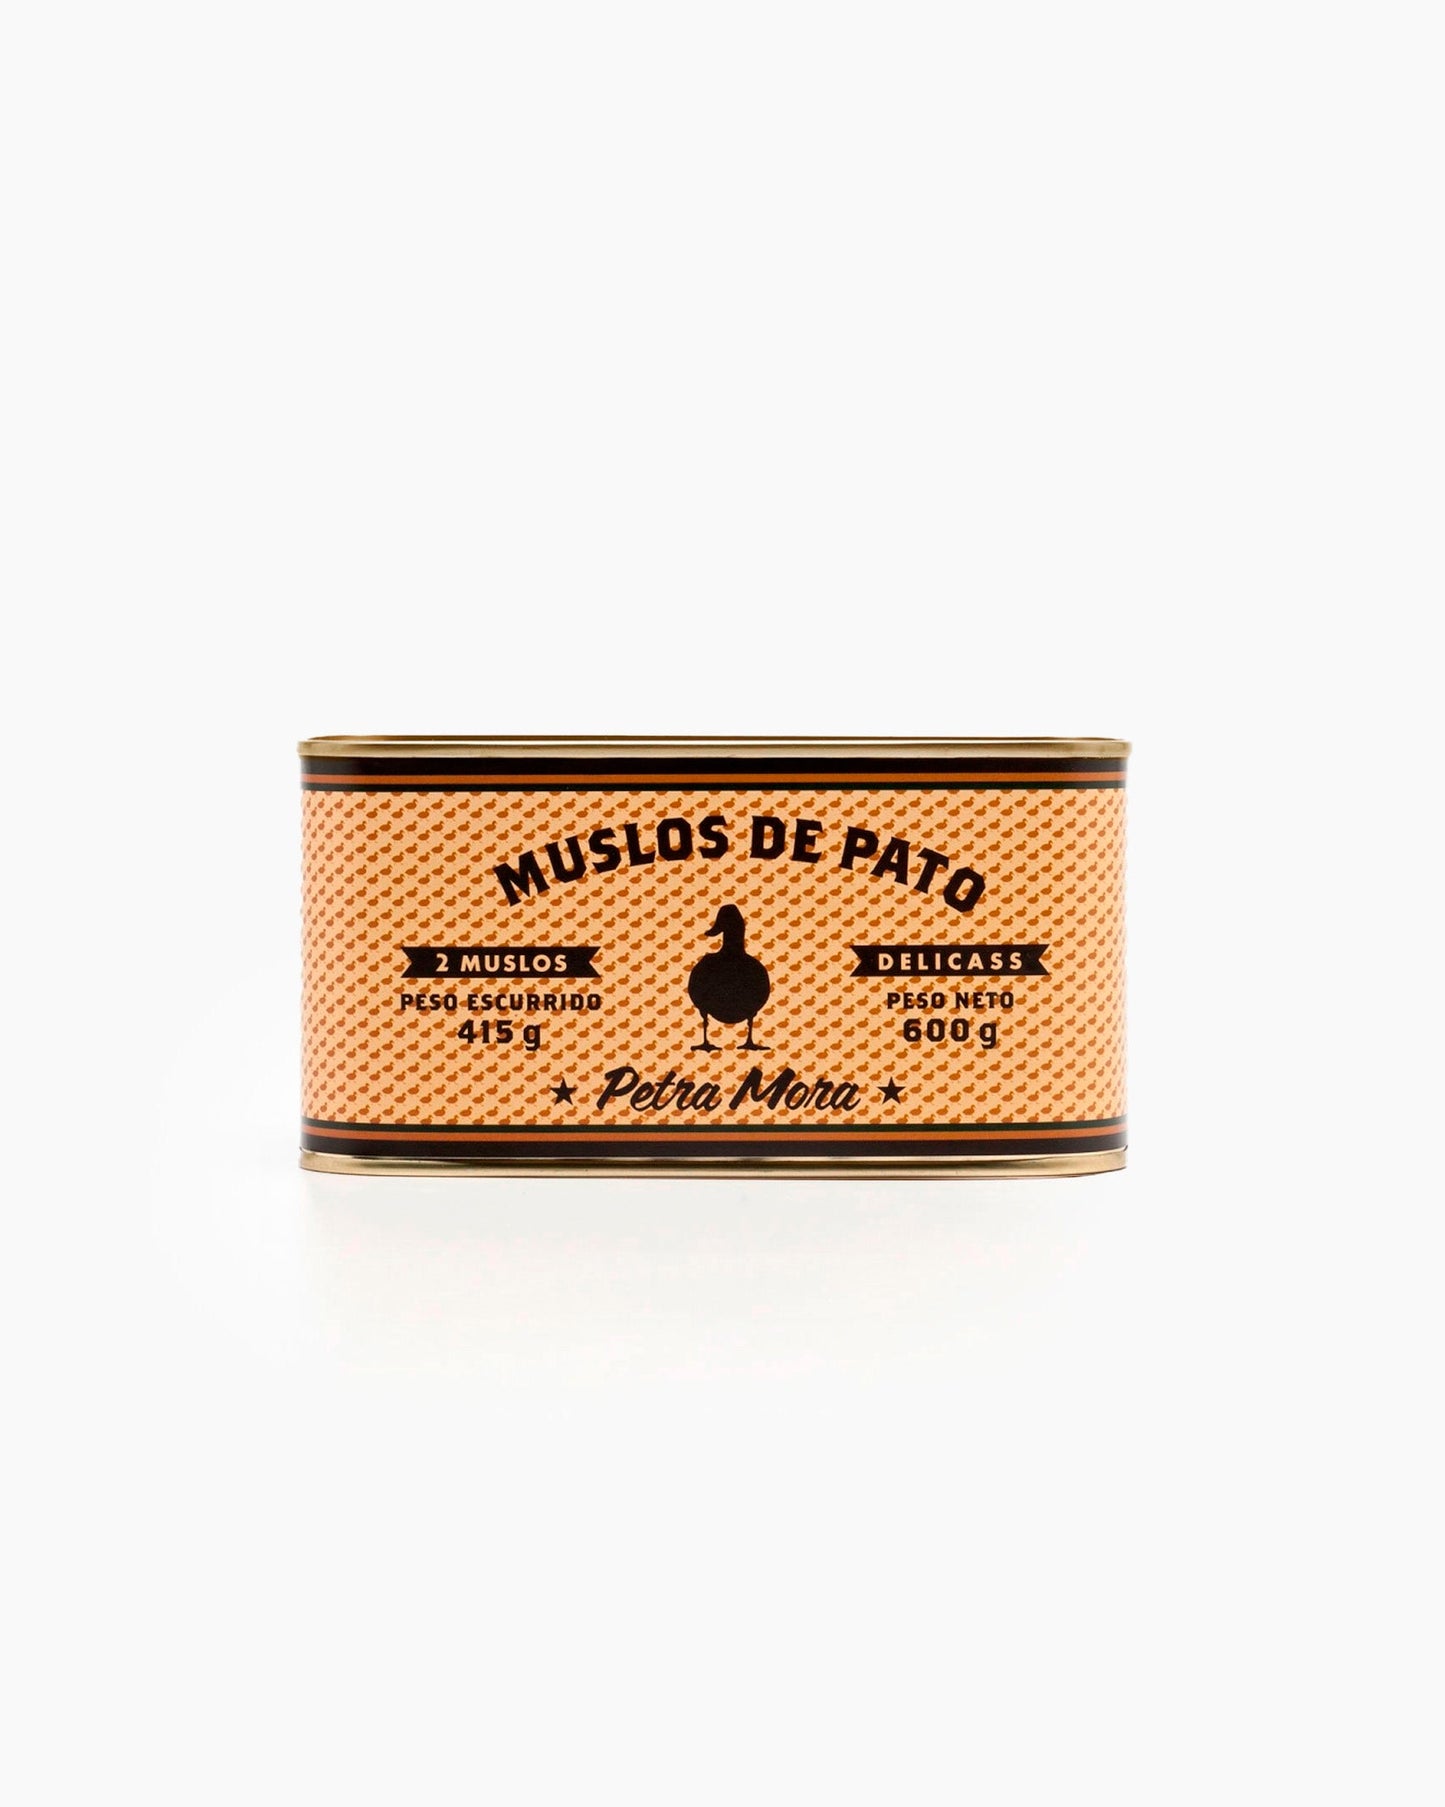 MUSLOS DE PATO
2 MUSLOS
PESO ESCURRIDO
415 g
DELICASS
PESO NETO
600 g
★ Petra Mora ★